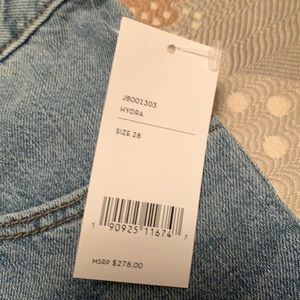 JB001303
HYDRA
SIZE 28
1 90925 11674 7
MSRP $278.00